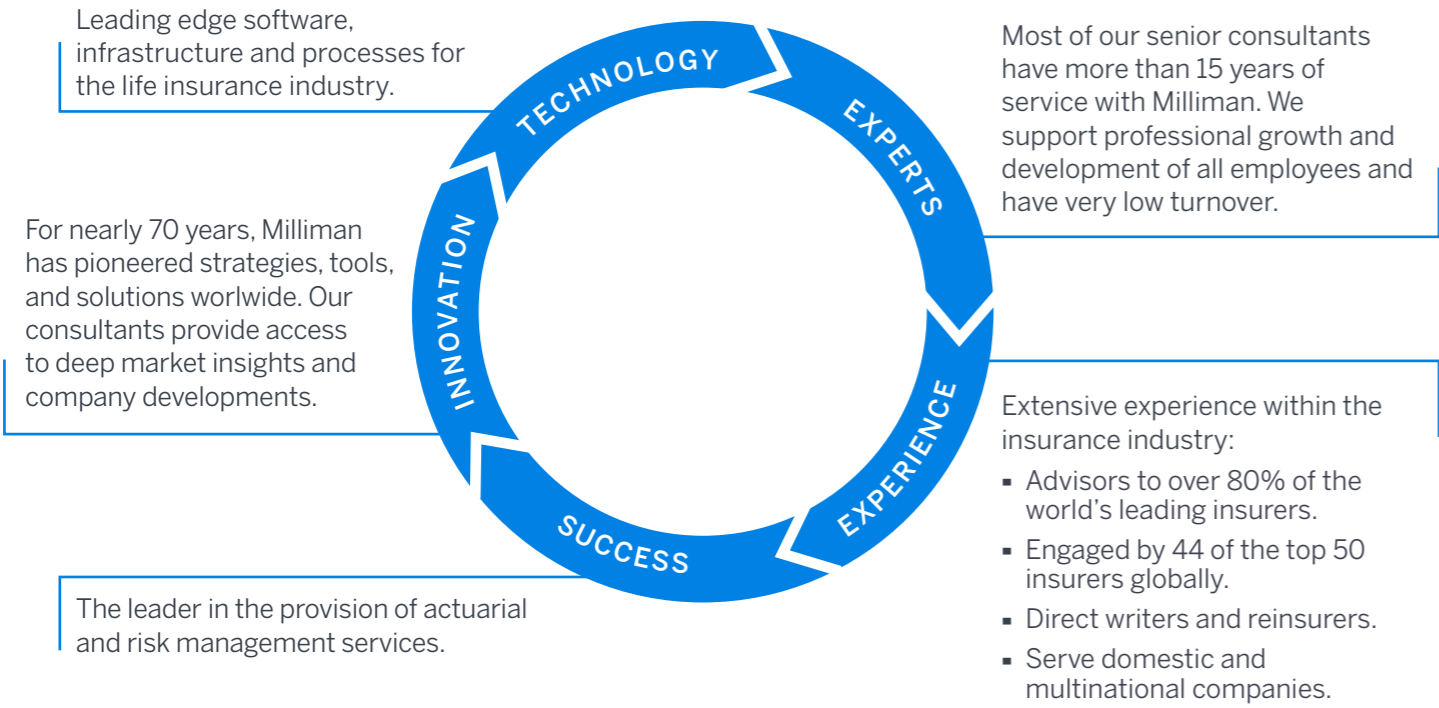 Leading edge software,
infrastructure and processes for
the life insurance industry.
TECHNOLOGY
EXPERTS
Most of our senior consultants
have more than 15 years of
service with Milliman. We
support professional growth and
development of all employees and
have very low turnover.
For nearly 70 years, Milliman
has pioneered strategies, tools,
and solutions worlwide. Our
consultants provide access
to deep market insights and
company developments.
INNOVATION
EXPERIENCE
Extensive experience within the
insurance industry:
▪ Advisors to over 80% of the
world’s leading insurers.
▪ Engaged by 44 of the top 50
insurers globally.
▪ Direct writers and reinsurers.
▪ Serve domestic and
multinational companies.
SUCCESS
The leader in the provision of actuarial
and risk management services.